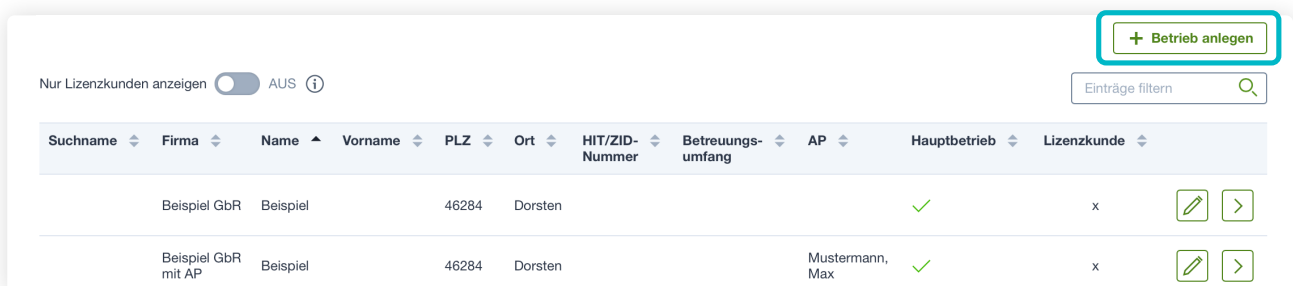 + Betrieb anlegen
Nur Lizenzkunden anzeigen AUS i
Einträge filtern
Suchname Firma Name Vorname PLZ Ort HIT/ZID- Betreuungs- AP Hauptbetrieb Lizenzkunde
Nummer umfang
Beispiel GbR Beispiel 46284 Dorsten x
Beispiel GbR Mustermann,
mit AP Beispiel 46284 Dorsten Max x